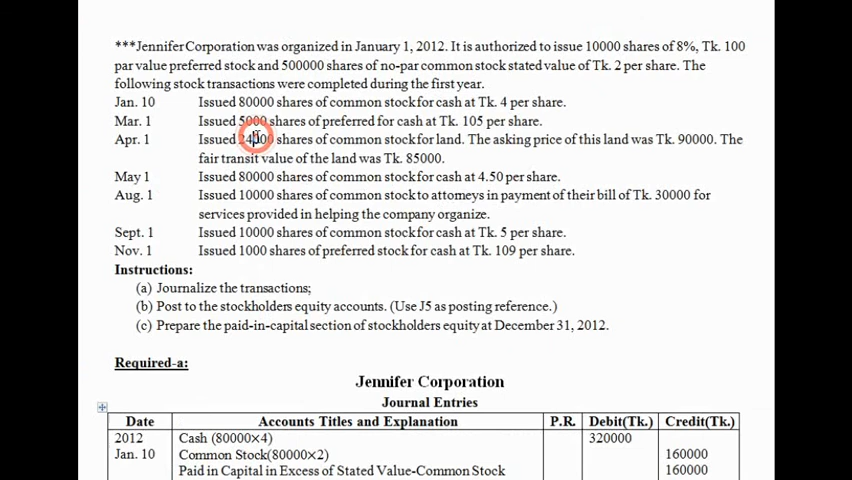 ***Jennifer Corporation was organized in January 1, 2012. It is authorized to issue 10000 shares of 8%, Tk. 100
par value preferred stock and 500000 shares of no-par common stock stated value of Tk. 2 per share. The
following stock transactions were completed during the first year.
Jan. 10 Issued 80000 shares of common stock for cash at Tk. 4 per share.
Mar. 1 Issued 5000 shares of preferred for cash at Tk. 105 per share.
Apr. 1 Issued 24000 shares of common stock for land. The asking price of this land was Tk. 90000. The
fair transit value of the land was Tk. 85000.
May 1 Issued 80000 shares of common stock for cash at 4.50 per share.
Aug. 1 Issued 10000 shares of common stock to attorneys in payment of their bill of Tk. 30000 for
services provided in helping the company organize.
Sept. 1 Issued 10000 shares of common stock for cash at Tk. 5 per share.
Nov. 1 Issued 1000 shares of preferred stock for cash at Tk. 109 per share.
Instructions:
(a) Journalize the transactions;
(b) Post to the stockholders equity accounts. (Use J5 as posting reference.)
(c) Prepare the paid-in-capital section of stockholders equity at December 31, 2012.
Required-a:
Jennifer Corporation
Journal Entries
Date Accounts Titles and Explanation P.R. Debit(Tk.) Credit(Tk.)
2012 Cash (80000×4) 320000
Jan. 10 Common Stock(80000×2) 160000
Paid in Capital in Excess of Stated Value-Common Stock 160000